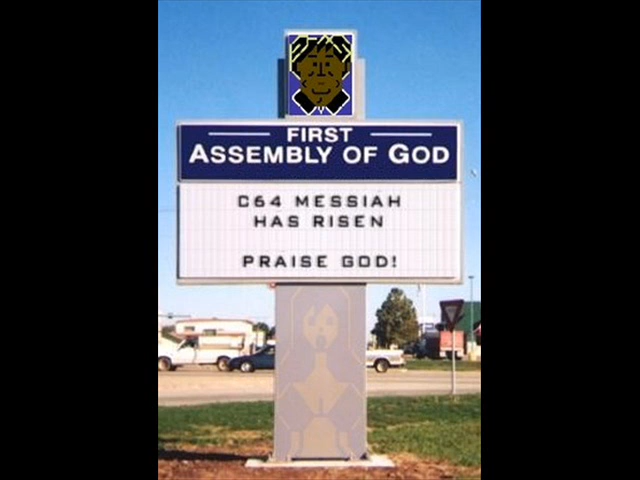 FIRST
ASSEMBLY OF GOD
C64 MESSIAH
HAS RISEN
PRAISE GOD!